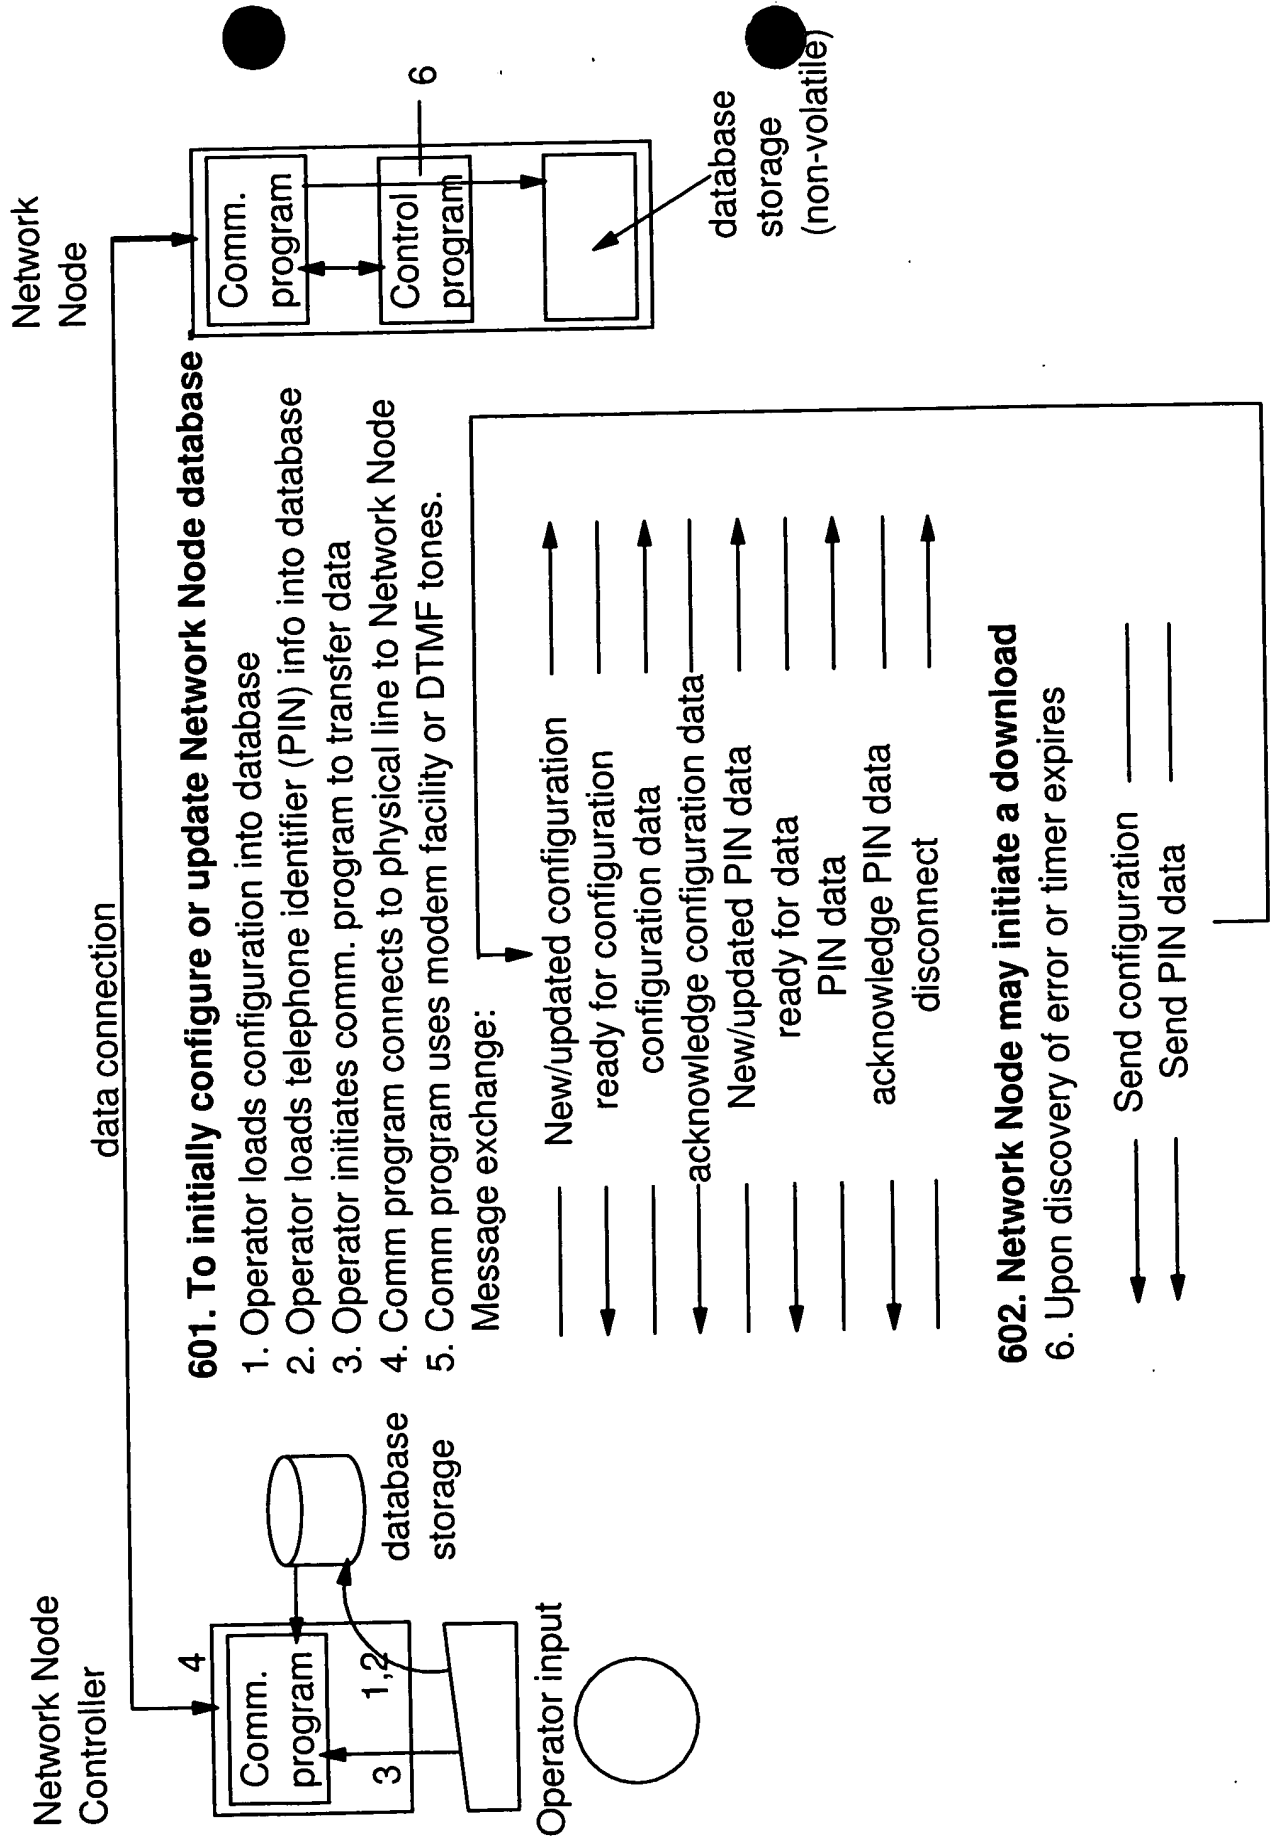 Network Node
Controller
data connection
Network
Node
4
Comm.
program
3
1,2
database
storage
Operator input
601. To initially configure or update Network Node database
1. Operator loads configuration into database
2. Operator loads telephone identifier (PIN) info into database
3. Operator initiates comm. program to transfer data
4. Comm program connects to physical line to Network Node
5. Comm program uses modem facility or DTMF tones.
Message exchange:
New/updated configuration
ready for configuration
configuration data
acknowledge configuration data
New/updated PIN data
ready for data
PIN data
acknowledge PIN data
disconnect
602. Network Node may initiate a download
6. Upon discovery of error or timer expires
Send configuration
Send PIN data
Comm.
program
Control
program
6
database
storage
(non-volatile)